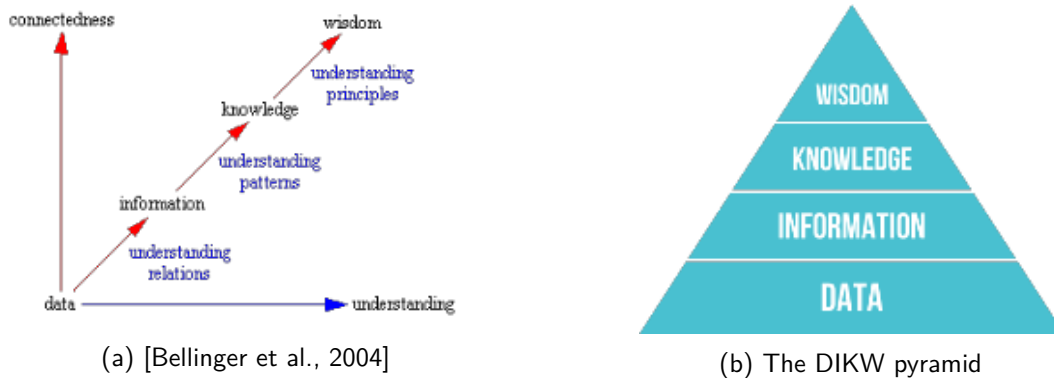 connectedness
wisdom
understanding
principles
knowledge
understanding
patterns
information
understanding
relations
data
understanding
(a) [Bellinger et al., 2004]
WISDOM
KNOWLEDGE
INFORMATION
DATA
(b) The DIKW pyramid